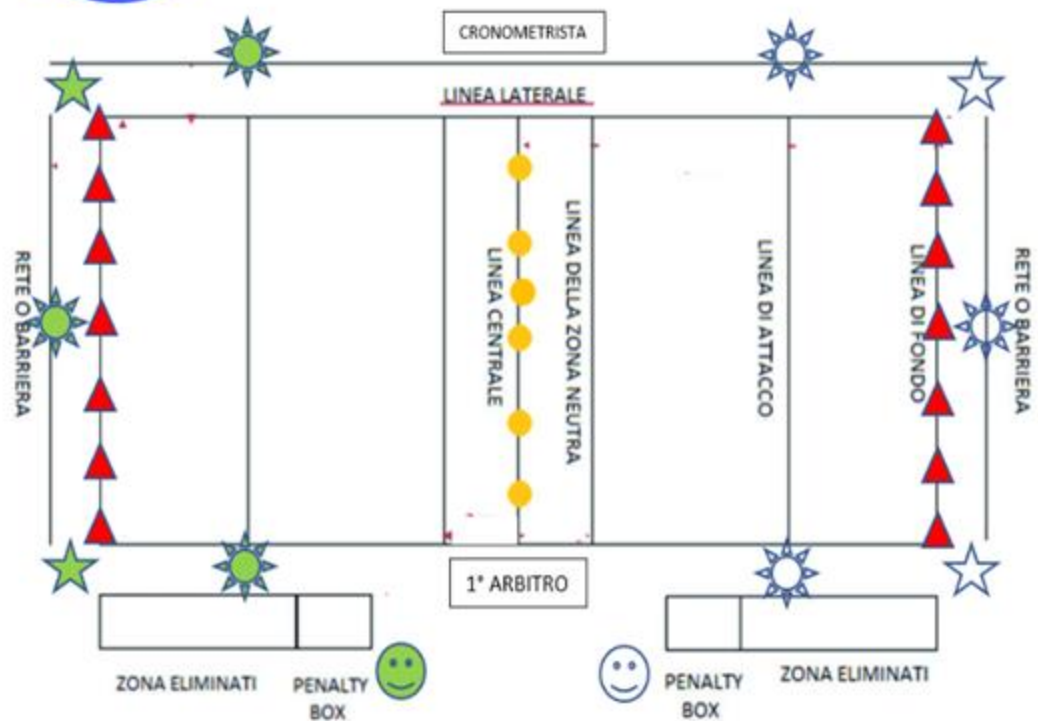 CRONOMETRISTA
LINEA LATERALE
RETE O BARRIERA
LINEA CENTRALE
LINEA DELLA ZONA NEUTRA
LINEA DI ATTACCO
LINEA DI FONDO
RETE O BARRIERA
1° ARBITRO
ZONA ELIMINATI
PENALTY
BOX
PENALTY
BOX
ZONA ELIMINATI